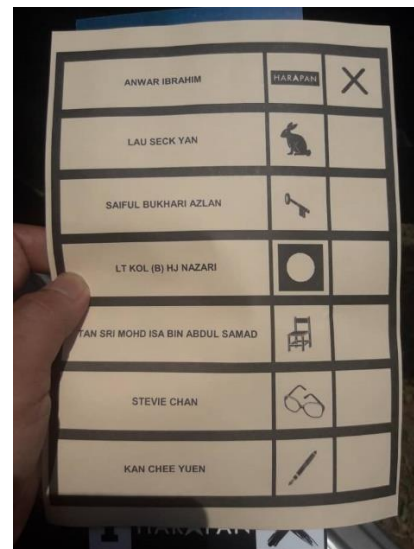 ANWAR IBRAHIM HARAPAN X
LAU SECK YAN
SAIFUL BUKHARI AZLAN
LT KOL (B) HJ NAZARI
TAN SRI MOHD ISA BIN ABDUL SAMAD
STEVIE CHAN
KAN CHEE YUEN
HARAPAN